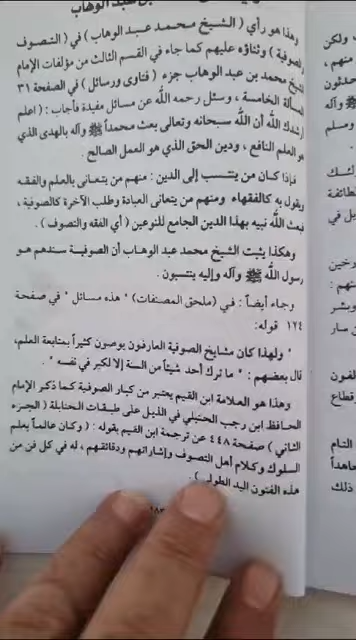 عبد الوهاب
وهذا هو رأي ( الشيخ محمد عبد الوهاب ) في ( التصوف
والصوفية ) وثناؤه عليهم كما جاء في القسم الثالث من مؤلفات الإمام
الشيخ محمد بن عبد الوهاب جزء ( فتاوى ورسائل ) في الصفحة ٣١
المسألة الخامسة ، وسئل رحمه الله عن مسائل مفيدة فأجاب : ( اعلم
أرشدك الله أن الله سبحانه وتعالى بعث محمداً ﷺ وآله بالهدى الذي
هو العلم النافع ، ودين الحق الذي هو العمل الصالح .
فإذا كان من ينتسب إلى الدين : منهم من يتعانى بالعلم والفقه
ويقول به كالفقهاء ومنهم من يتعانى العبادة وطلب الآخرة كالصوفية ،
فبعث الله نبيه بهذا الدين الجامع للنوعين ( أي الفقه والتصوف ) .
وهكذا يثبت الشيخ محمد عبد الوهاب أن الصوفية سندهم هو
رسول الله ﷺ وآله وإليه ينتسبون .
وجاء أيضاً : في ( ملحق المصنفات ) " هذه مسائل " في صفحة
١٢٤ قوله :
" ولهذا كان مشايخ الصوفية العارفون يوصون كثيراً بمتابعة العلم ،
قال بعضهم : " ما ترك أحد شيئاً من السنة إلا لكبر في نفسه " .
وهذا هو العلامة ابن القيم يعتبر من كبار الصوفية كما ذكر الإمام
الحافظ ابن رجب الحنبلي في الذيل على طبقات الحنابلة ( الجزء
الثاني ) صفحة ٤٤٨ عن ترجمة ابن القيم بقوله : ( وكان عالماً بعلم
السلوك وكلام أهل التصوف وإشاراتهم ودقائقهم ، له في كل فن من
هذه الفنون اليد الطولى ) .
ولكن
منهم ،
وآله
ومسلم
التام
ذلك